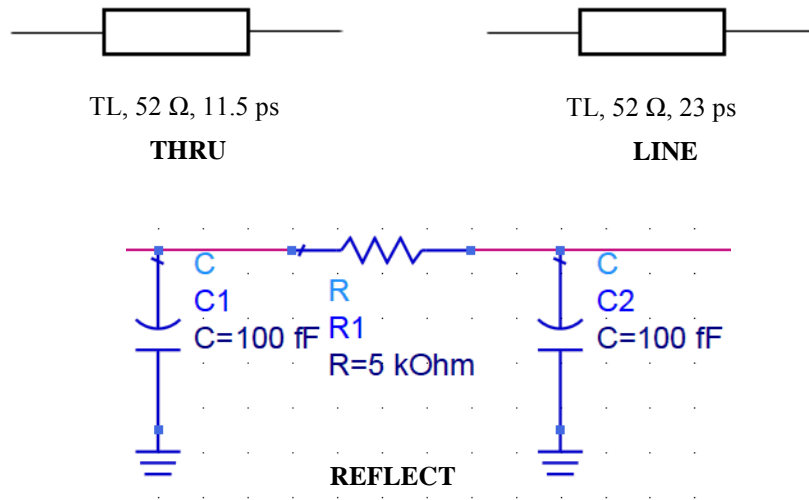 TL, 52 Ω, 11.5 ps
THRU
TL, 52 Ω, 23 ps
LINE
C
C1
C=100 fF
R
R1
R=5 kOhm
C
C2
C=100 fF
REFLECT